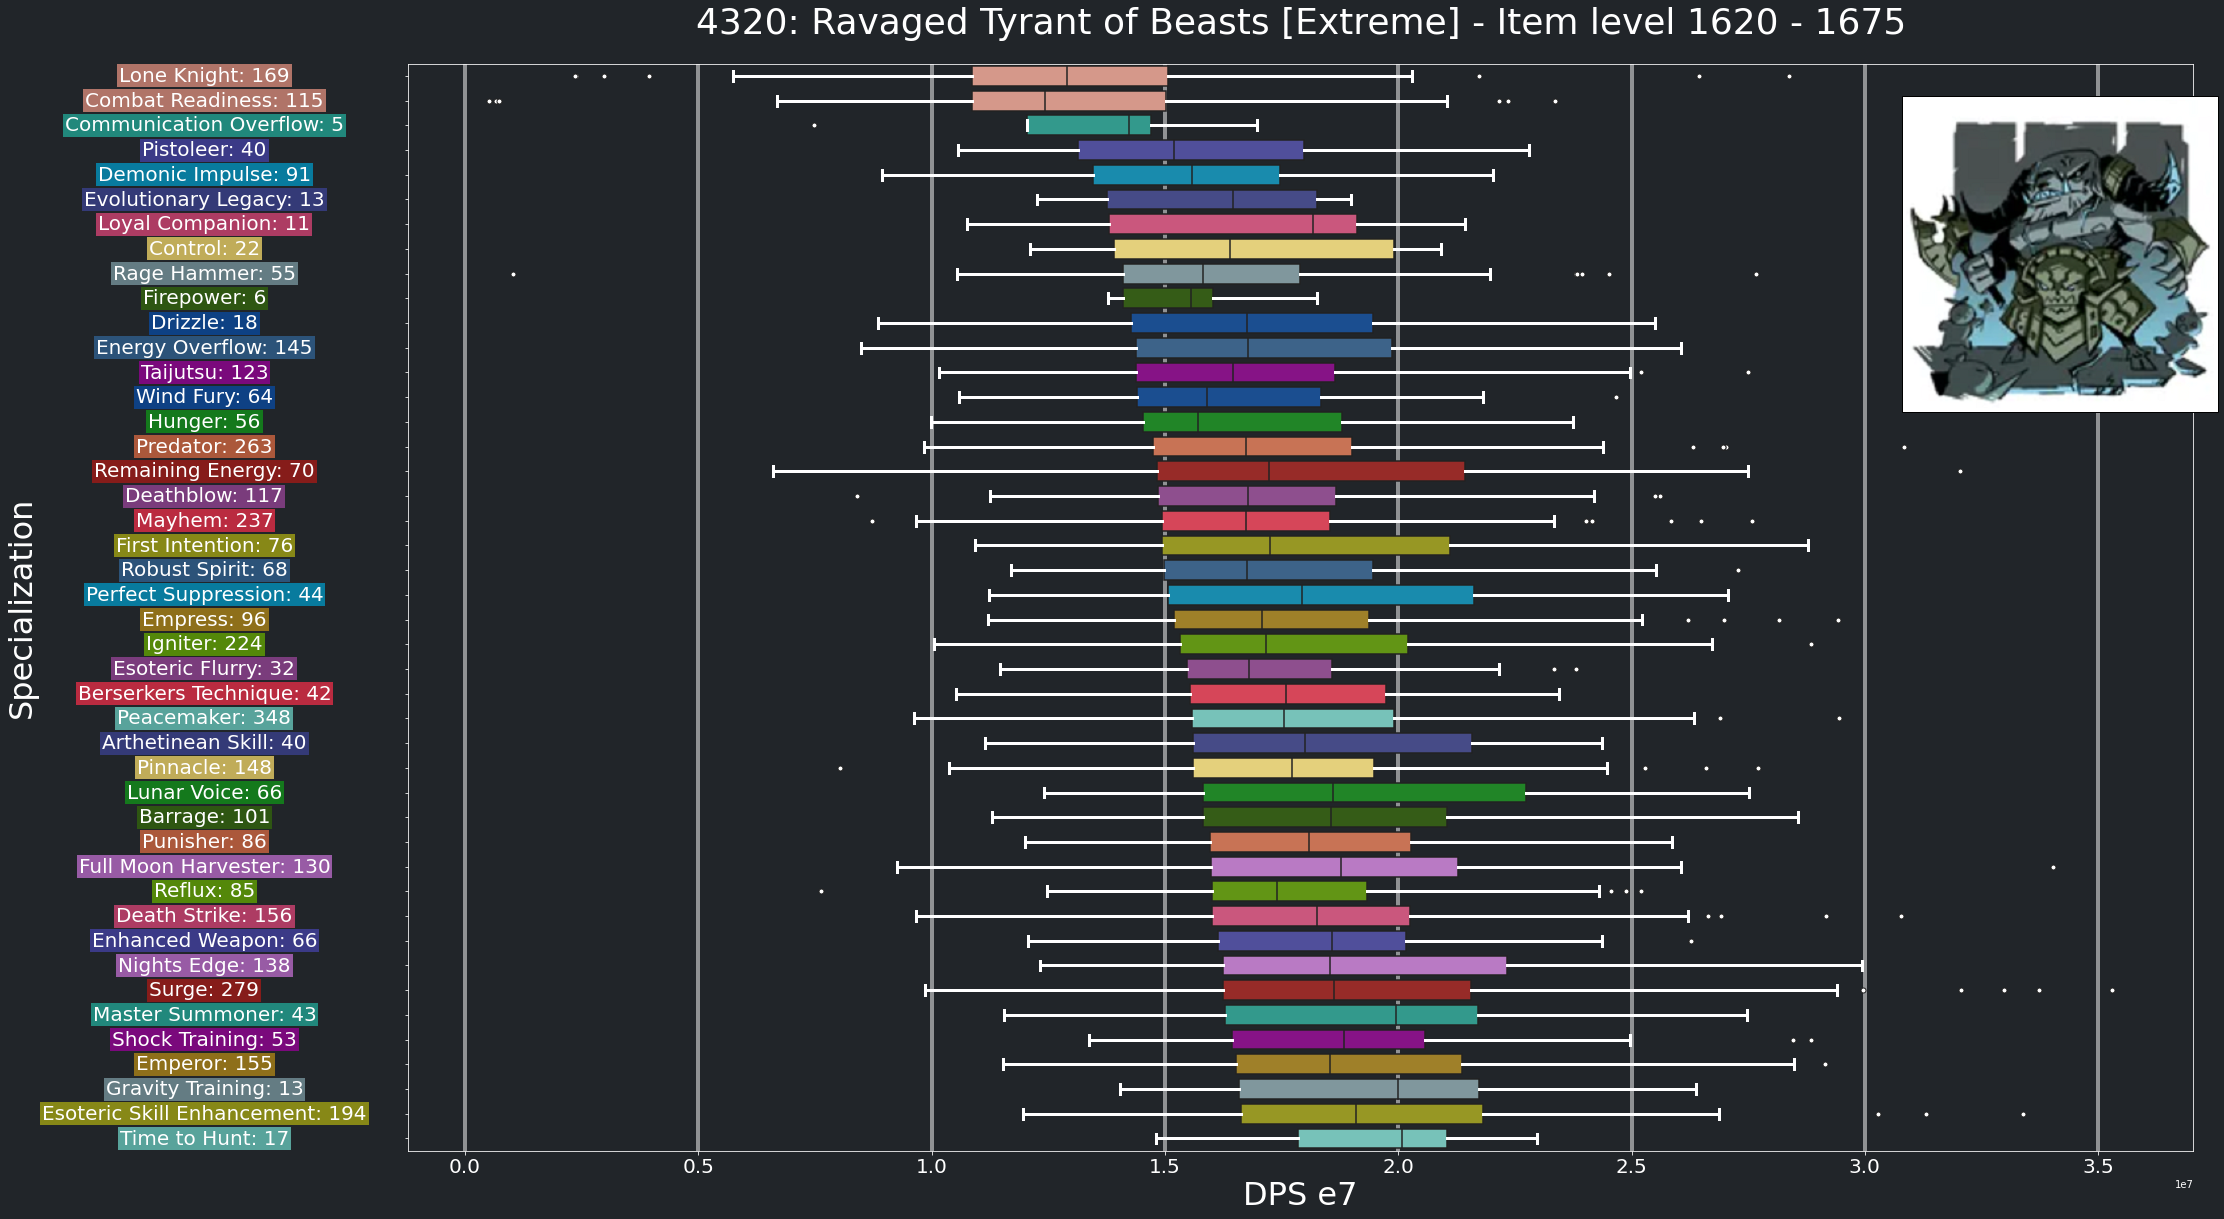 4320: Ravaged Tyrant of Beasts [Extreme] - Item level 1620 - 1675
Lone Knight: 169
Combat Readiness: 115
Communication Overflow: 5
Pistoleer: 40
Demonic Impulse: 91
Evolutionary Legacy: 13
Loyal Companion: 11
Control: 22
Rage Hammer: 55
Firepower: 6
Drizzle: 18
Energy Overflow: 145
Taijutsu: 123
Wind Fury: 64
Hunger: 56
Predator: 263
Remaining Energy: 70
Deathblow: 117
Mayhem: 237
First Intention: 76
Robust Spirit: 68
Perfect Suppression: 44
Empress: 96
Igniter: 224
Esoteric Flurry: 32
Berserkers Technique: 42
Peacemaker: 348
Arthetinean Skill: 40
Pinnacle: 148
Lunar Voice: 66
Barrage: 101
Punisher: 86
Full Moon Harvester: 130
Reflux: 85
Death Strike: 156
Enhanced Weapon: 66
Nights Edge: 138
Surge: 279
Master Summoner: 43
Shock Training: 53
Emperor: 155
Gravity Training: 13
Esoteric Skill Enhancement: 194
Time to Hunt: 17
Specialization
0.0 0.5 1.0 1.5 2.0 2.5 3.0 3.5
1e7
DPS e7